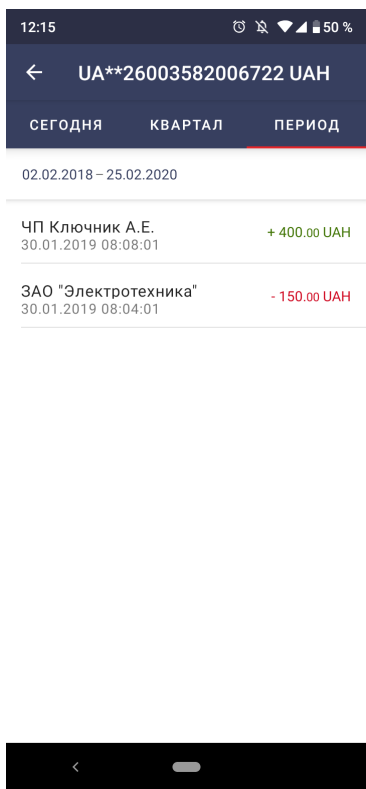 12:15 50 %
UA**26003582006722 UAH
СЕГОДНЯ КВАРТАЛ ПЕРИОД
02.02.2018 – 25.02.2020
ЧП Ключник А.Е. + 400.00 UAH
30.01.2019 08:08:01
ЗАО "Электротехника" - 150.00 UAH
30.01.2019 08:04:01